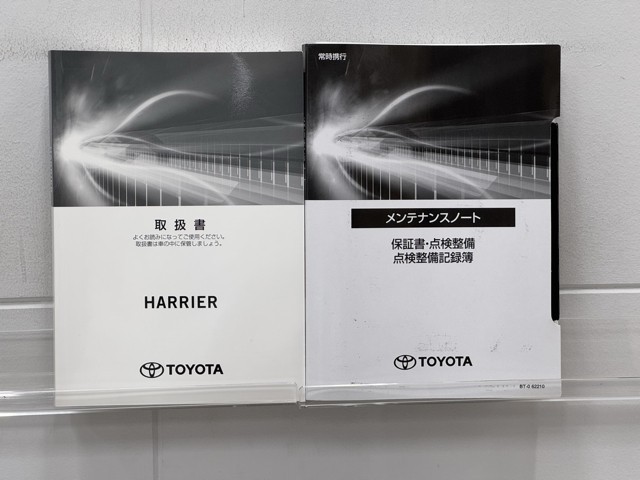 取扱書
よくお読みになってご使用ください。
取扱書は車の中に保管しましょう。
HARRIER
TOYOTA
常時携行
メンテナンスノート
保証書・点検整備
点検整備記録簿
TOYOTA
BT-0 62210